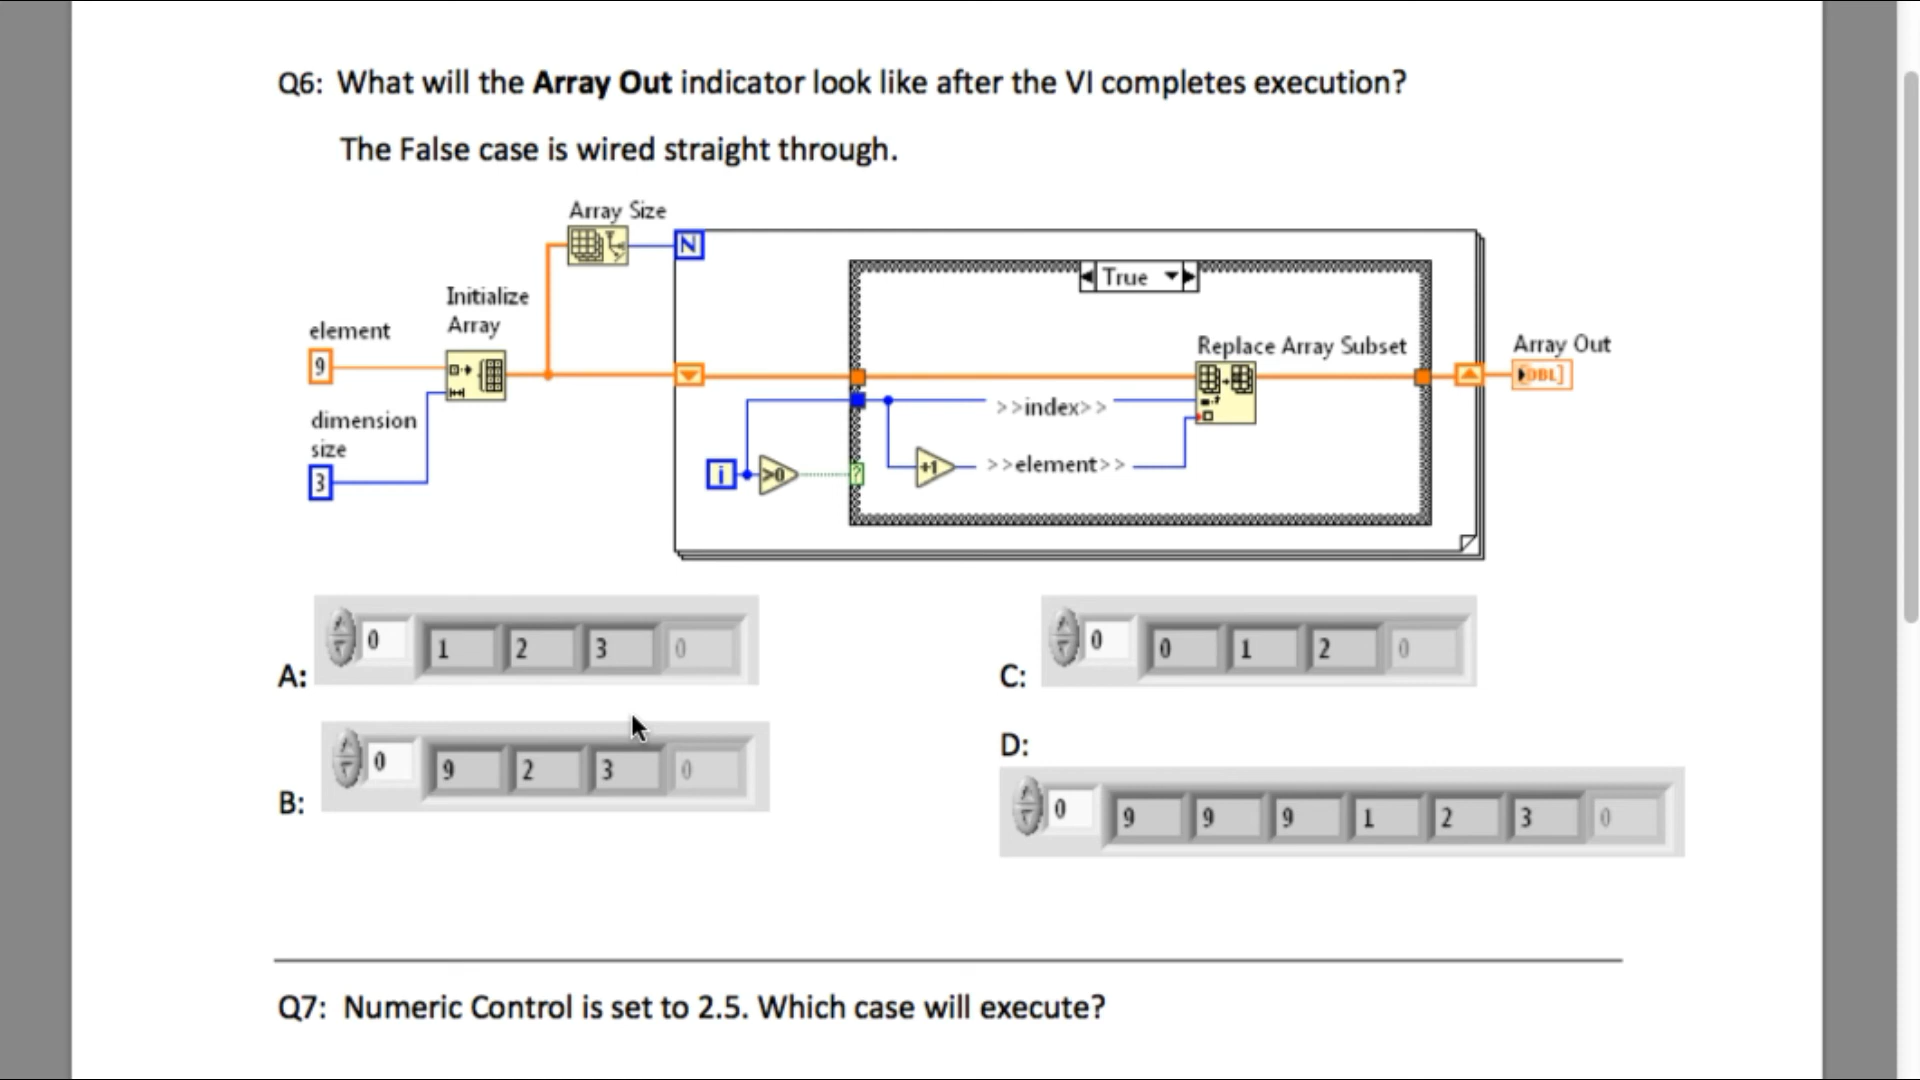 Q6: What will the Array Out indicator look like after the VI completes execution?
The False case is wired straight through.
Array Size
N
True
Initialize
Array
element
9
dimension
size
3
Replace Array Subset
Array Out
DBL
>>index>>
i
>0
?
+1
>>element>>
A:
0 1 2 3 0
C:
0 0 1 2 0
B:
0 9 2 3 0
D:
0 9 9 9 1 2 3 0
Q7: Numeric Control is set to 2.5. Which case will execute?